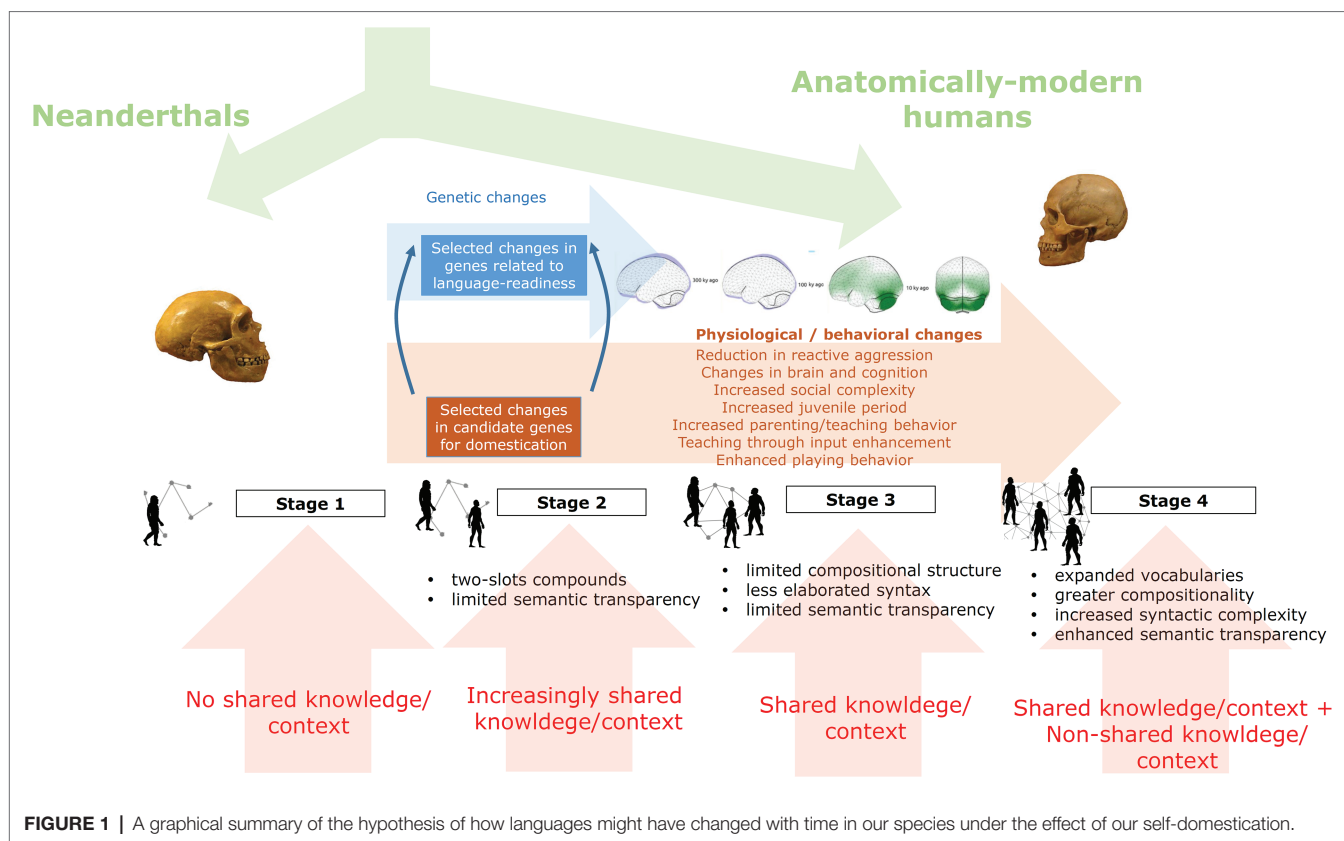 Neanderthals
Anatomically-modern
humans
Genetic changes
Selected changes in
genes related to
language-readiness
300 ky ago
100 ky ago
10 ky ago
Physiological / behavioral changes
Reduction in reactive aggression
Changes in brain and cognition
Increased social complexity
Increased juvenile period
Increased parenting/teaching behavior
Teaching through input enhancement
Enhanced playing behavior
Selected changes
in candidate genes
for domestication
Stage 1
Stage 2
Stage 3
Stage 4
• two-slots compounds
• limited semantic transparency
• limited compositional structure
• less elaborated syntax
• limited semantic transparency
• expanded vocabularies
• greater compositionality
• increased syntactic complexity
• enhanced semantic transparency
No shared knowledge/
context
Increasingly shared
knowldege/context
Shared knowldege/
context
Shared knowledge/context +
Non-shared knowldege/
context
FIGURE 1 | A graphical summary of the hypothesis of how languages might have changed with time in our species under the effect of our self-domestication.